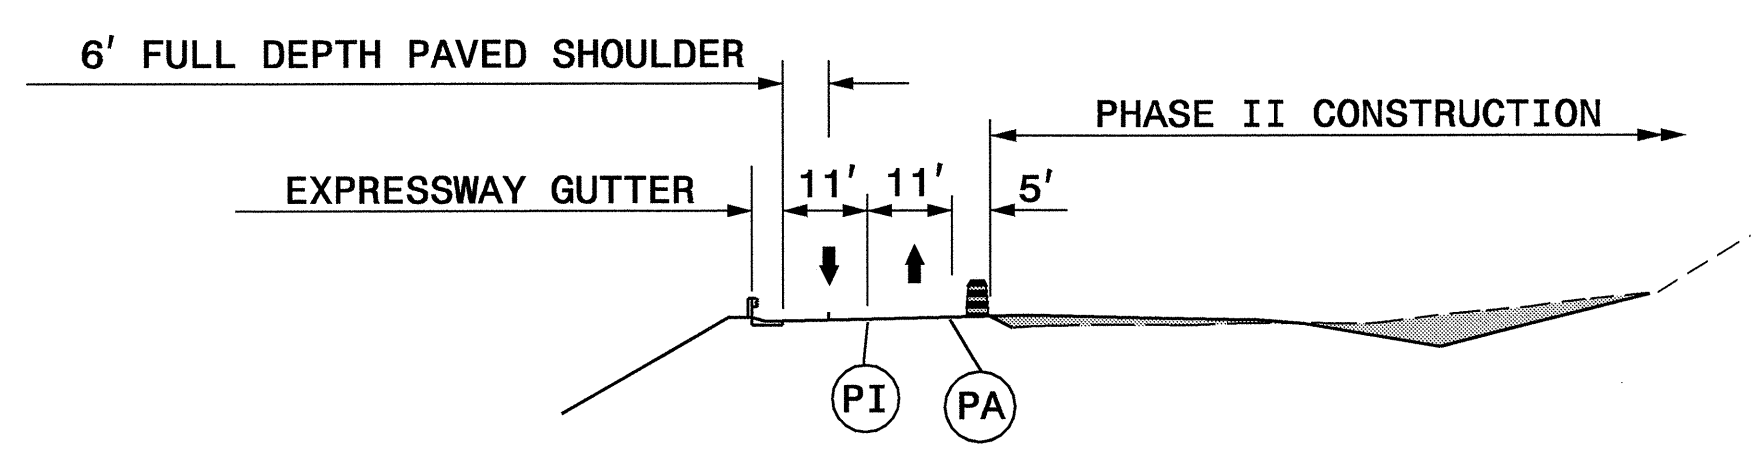 6' FULL DEPTH PAVED SHOULDER
PHASE II CONSTRUCTION
EXPRESSWAY GUTTER
11'
11'
5'
PI
PA